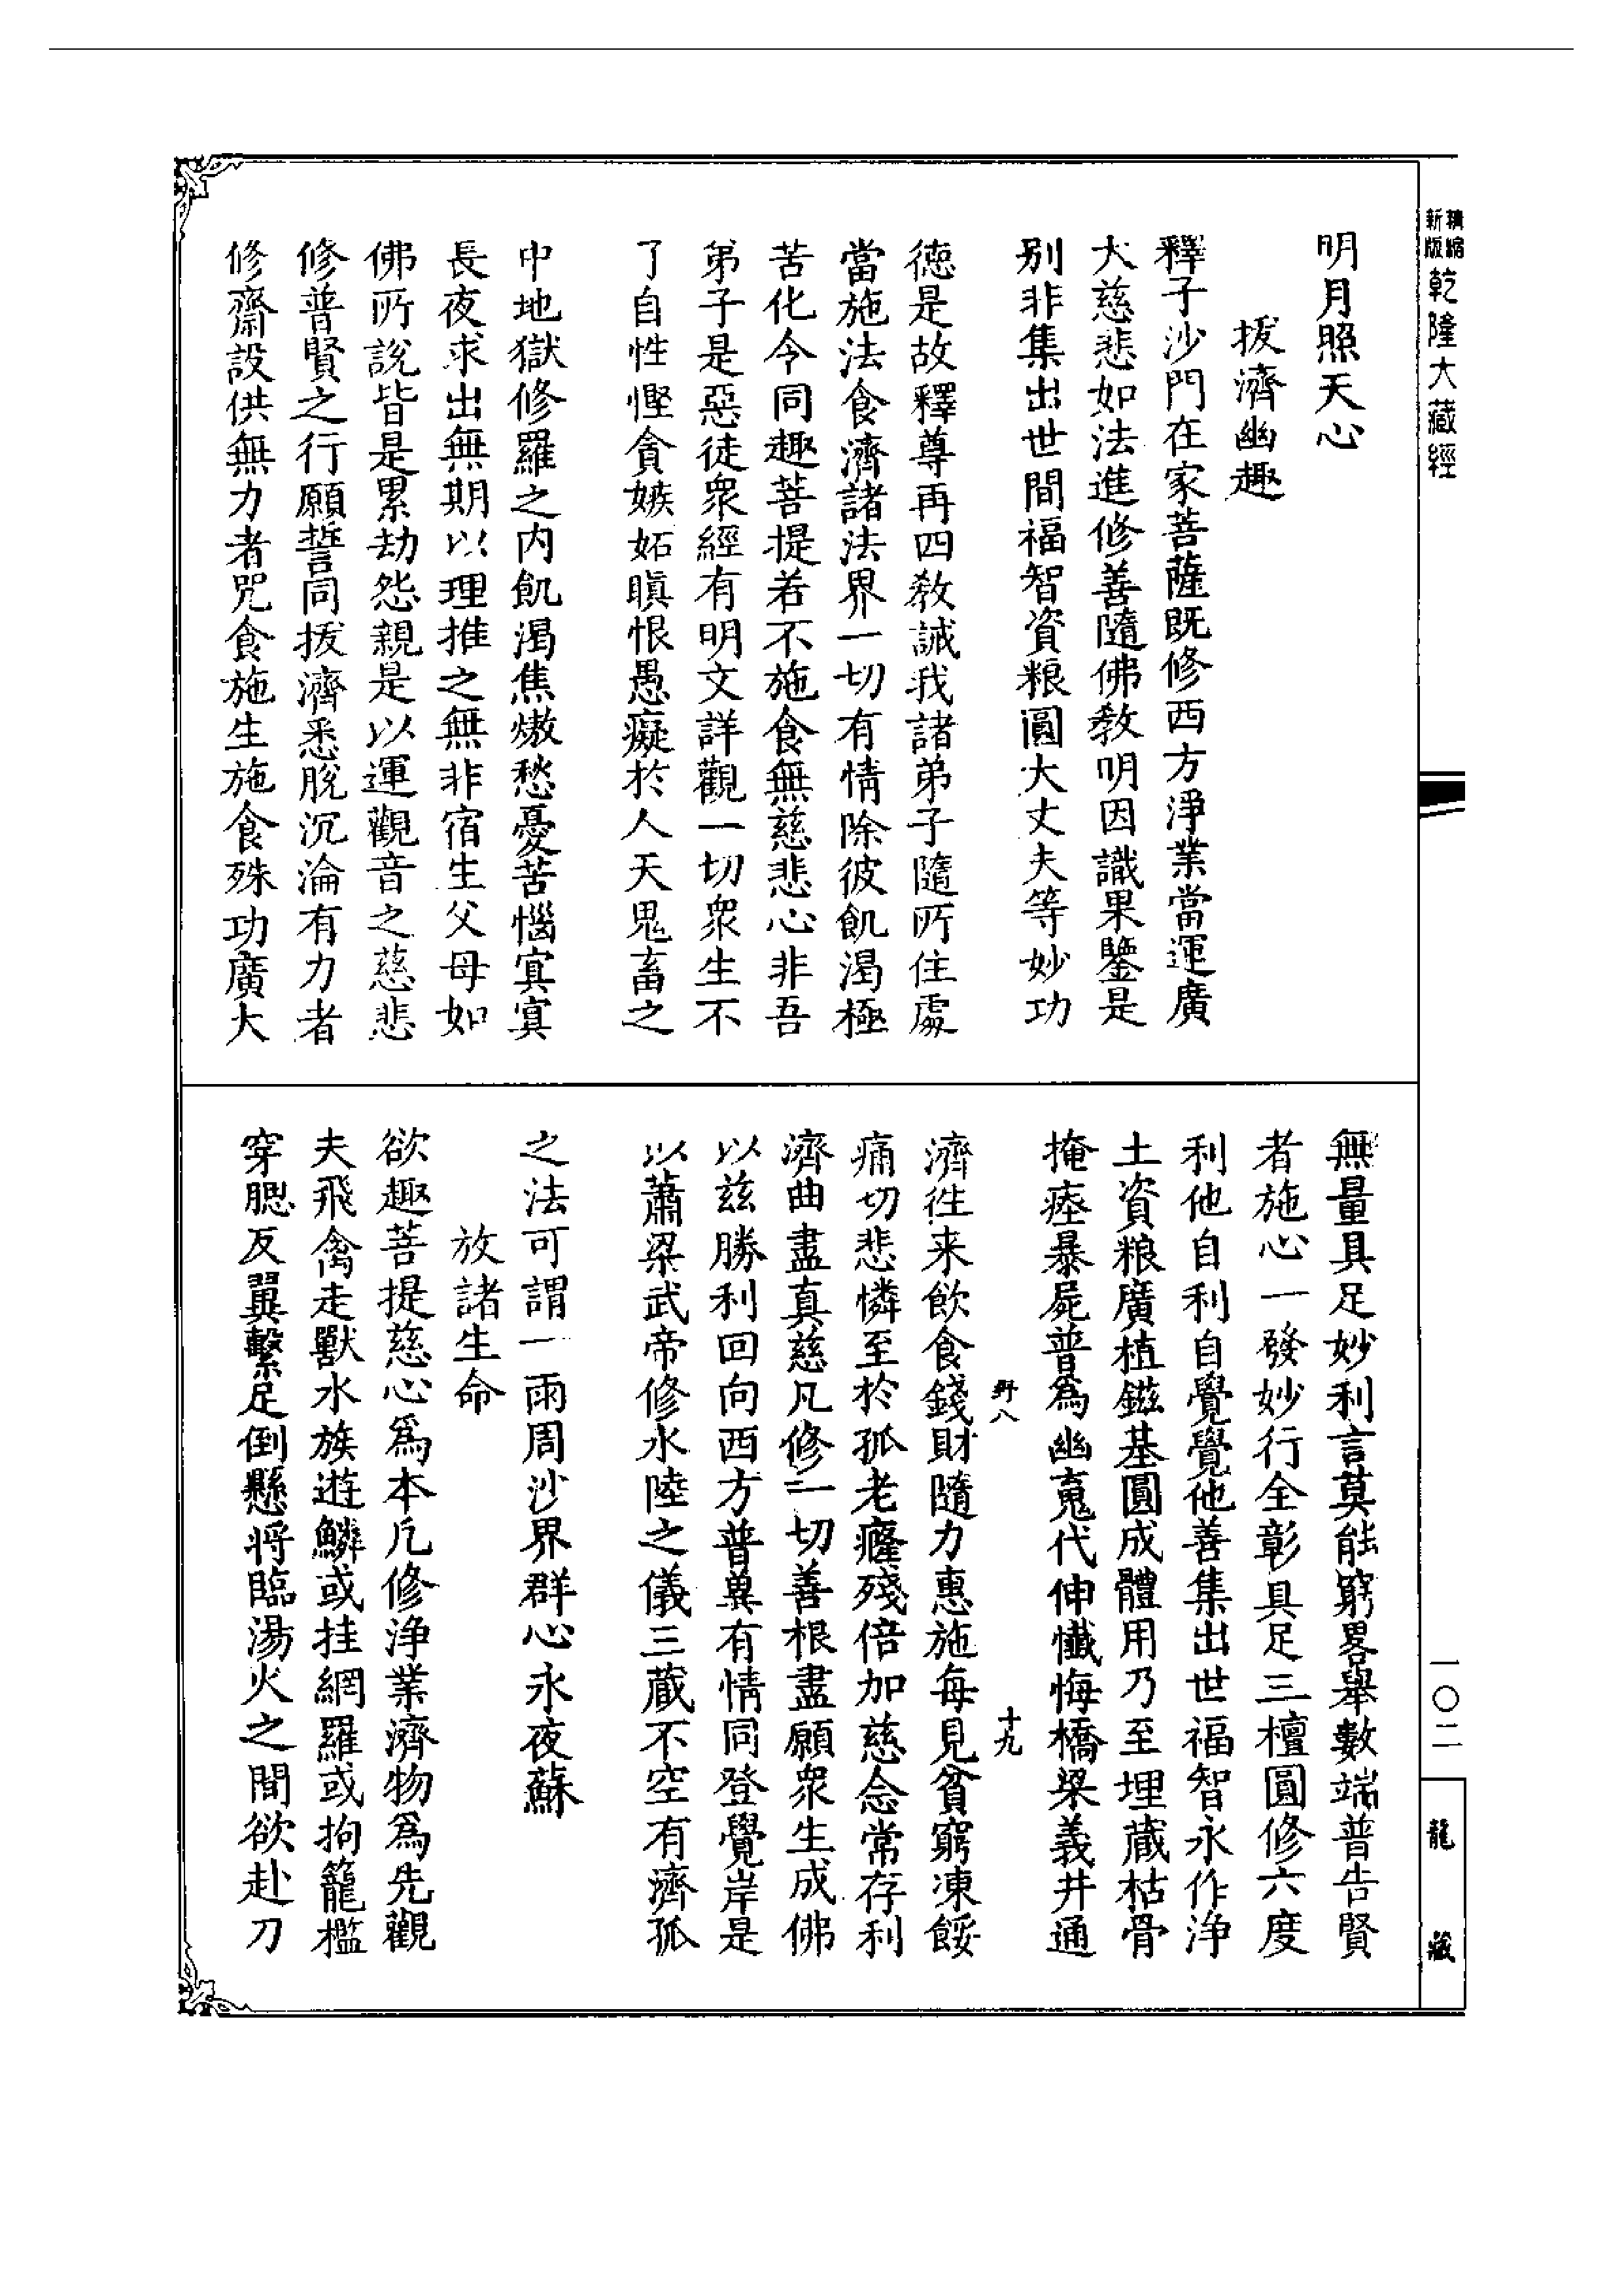 精縮新版乾隆大藏經
明月照天心
拔濟幽趣
釋子沙門在家菩薩既修西方淨業當運廣
大慈悲如法進修善隨佛敎明因識果鑒是
別非集出世間福智資粮圓大丈夫等妙功
德是故釋尊再四敎誡我諸弟子隨所住處
當施法食濟諸法界一切有情除彼飢渴極
苦化令同趣菩提若不施食無慈悲心非吾
弟子是惡徒衆經有明文詳觀一切衆生不
了自性慳貪嫉妬瞋恨愚癡於人天鬼畜之
中地獄修羅之内飢渴焦熬愁憂苦惱寘寘
長夜求出無期以理推之無非宿生父母如
佛所說皆是累劫怨親是以運觀音之慈悲
修普賢之行願誓同拔濟悉脫沉淪有力者
修齋設供無力者咒食施生施食殊功廣大
無量具足妙利言莫能窮畧舉數端普告賢
者施心一發妙行全彰具足三檀圓修六度
利他自利自覺覺他善集出世福智永作淨
土資粮廣植鎡基圓成體用乃至埋藏枯骨
掩瘞暴屍普爲幽䰟代伸懺悔橋梁義井通
野八 十九
濟往来飲食錢財隨力惠施每見貧窮凍餒
痛切悲憐至於孤老癃殘倍加慈念常存利
濟曲盡真慈凡修一切善根盡願衆生成佛
以兹勝利回向西方普冀有情同登覺岸是
以蕭梁武帝修水陸之儀三藏不空有濟孤
之法可謂一雨周沙界群心永夜蘇
放諸生命
欲趣菩提慈心爲本凡修淨業濟物爲先觀
夫飛禽走獸水族遊鱗或挂網羅或拘籠檻
穿腮反翼繫足倒懸将臨湯火之間欲赴刀
一〇二
龍藏